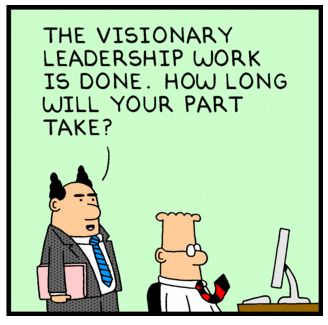 THE VISIONARY
LEADERSHIP WORK
IS DONE. HOW LONG
WILL YOUR PART
TAKE?